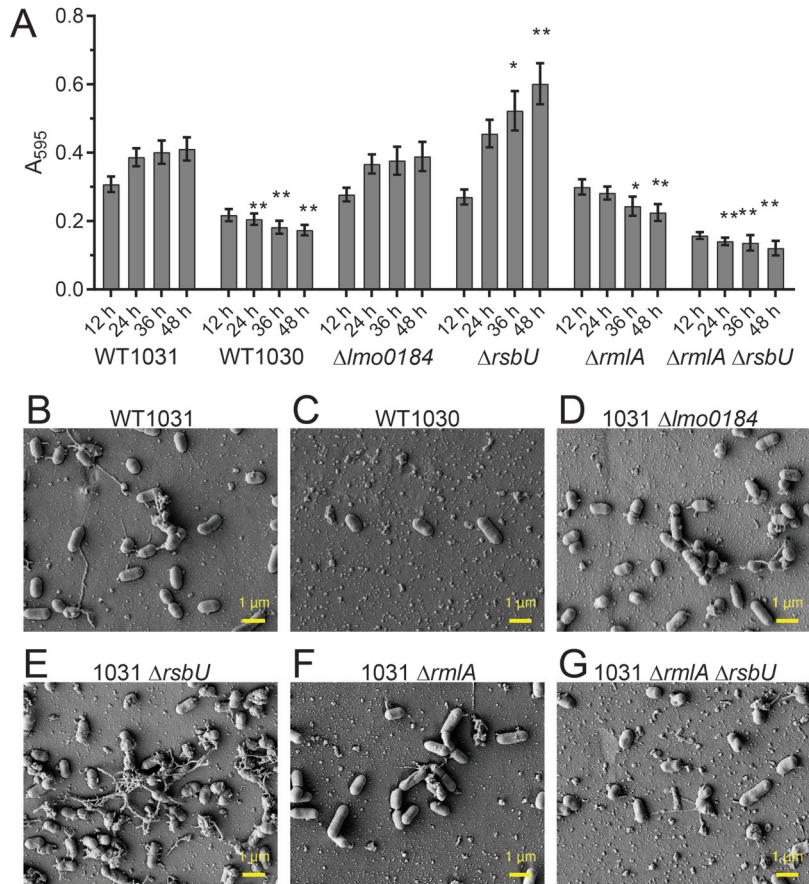 A
A595
0.8
0.6
0.4
0.2
0.0
* **
** ** **
* **
** ** **
12 h 24 h 36 h 48 h 12 h 24 h 36 h 48 h 12 h 24 h 36 h 48 h 12 h 24 h 36 h 48 h 12 h 24 h 36 h 48 h 12 h 24 h 36 h 48 h
WT1031 WT1030 Δlmo0184 ΔrsbU ΔrmlA ΔrmlA ΔrsbU
B WT1031
C WT1030
D 1031 Δlmo0184
1 μm
1 μm
1 μm
E 1031 ΔrsbU
F 1031 ΔrmlA
G 1031 ΔrmlA ΔrsbU
1 μm
1 μm
1 μm